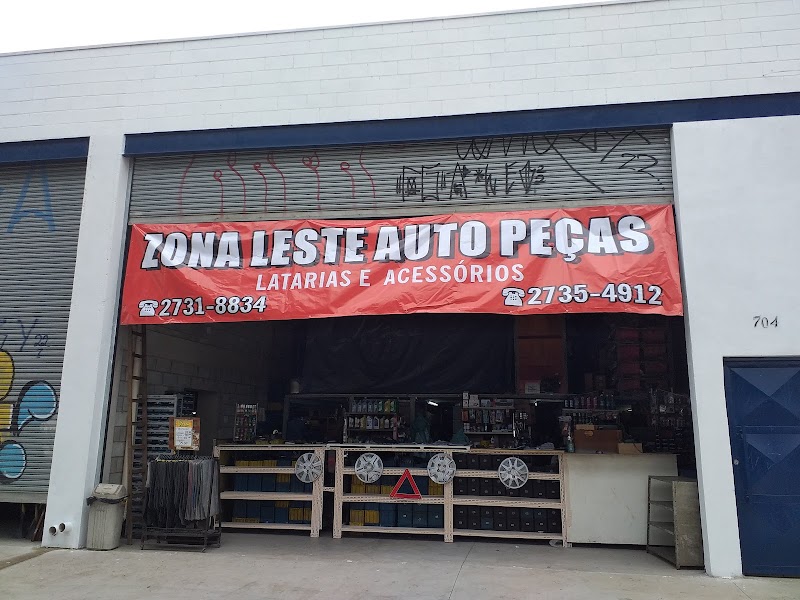 ZONA LESTE AUTO PEÇAS
LATARIAS E ACESSÓRIOS
☎2731-8834
☎2735-4912
704